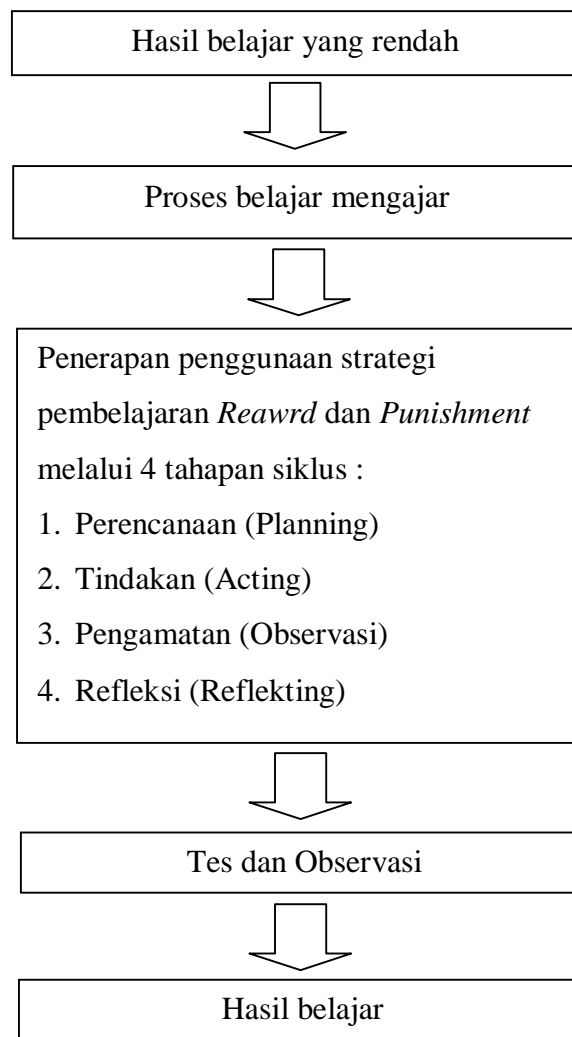 Hasil belajar yang rendah
Proses belajar mengajar
Penerapan penggunaan strategi
pembelajaran Reawrd dan Punishment
melalui 4 tahapan siklus :
1. Perencanaan (Planning)
2. Tindakan (Acting)
3. Pengamatan (Observasi)
4. Refleksi (Reflekting)
Tes dan Observasi
Hasil belajar